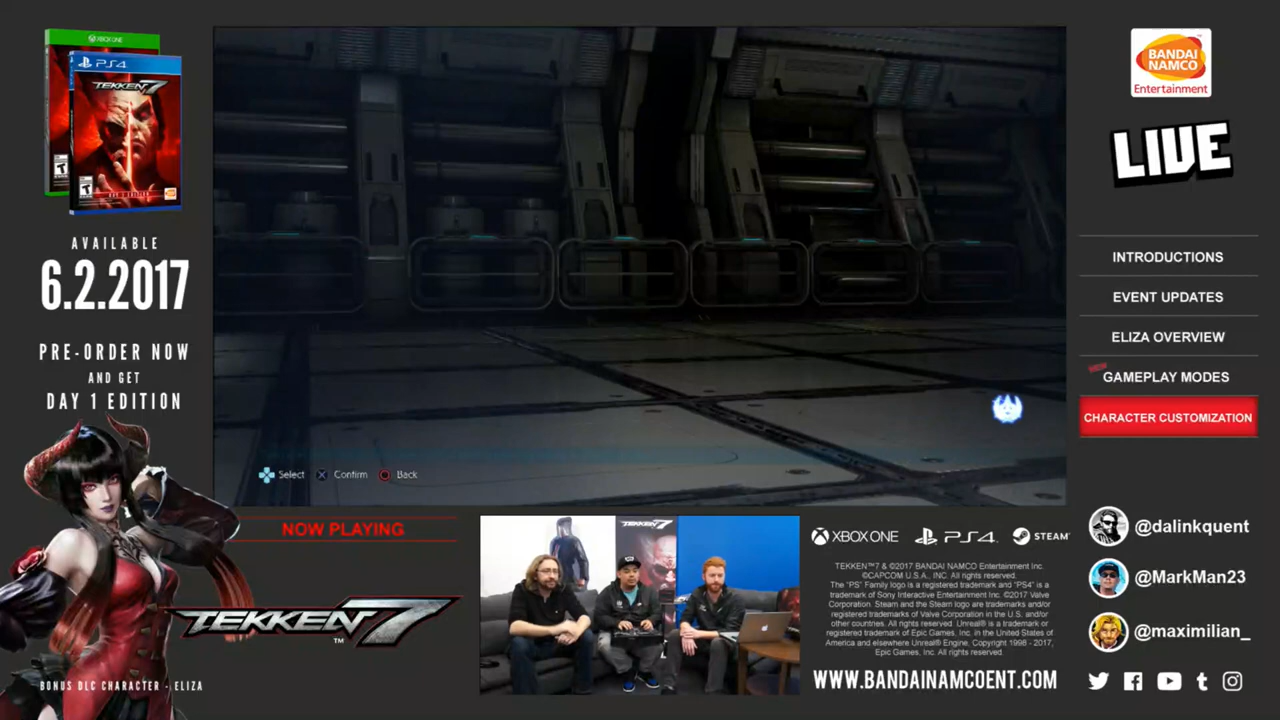 XBOX ONE
PS4
TEKKEN 7
AVAILABLE
6.2.2017
PRE-ORDER NOW
AND GET
DAY 1 EDITION
BONUS DLC CHARACTER - ELIZA
Select Confirm Back
NOW PLAYING
TEKKEN 7
TM
TEKKEN 7
XBOX ONE PS4 STEAM
TEKKEN™7 & ©2017 BANDAI NAMCO Entertainment Inc.
©CAPCOM U.S.A., INC. All rights reserved.
The "PS" Family logo is a registered trademark and "PS4" is a
trademark of Sony Interactive Entertainment Inc. ©2017 Valve
Corporation. Steam and the Steam logo are trademarks and/or
registered trademarks of Valve Corporation in the U.S. and/or
other countries. All rights reserved. Unreal® is a trademark or
registered trademark of Epic Games, Inc. in the United States of
America and elsewhere Unreal® Engine, Copyright 1998 - 2017,
Epic Games, Inc. All rights reserved
WWW.BANDAINAMCOENT.COM
BANDAI
NAMCO
Entertainment
LIVE
INTRODUCTIONS
EVENT UPDATES
ELIZA OVERVIEW
GAMEPLAY MODES
CHARACTER CUSTOMIZATION
@dalinkquent
@MarkMan23
@maximilian_